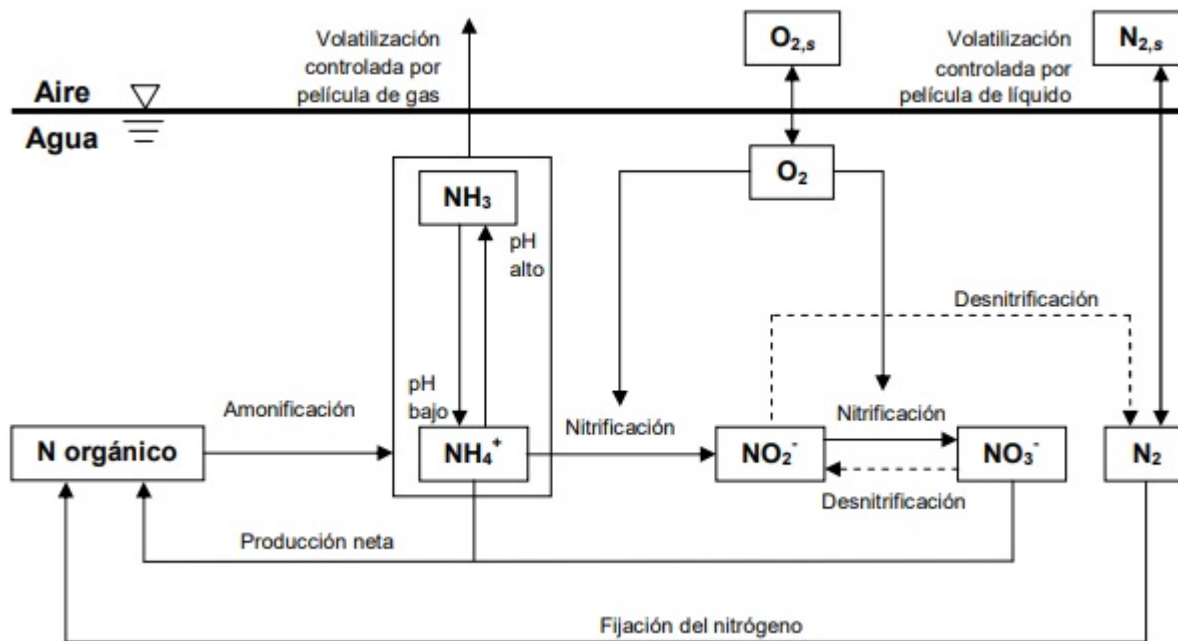 Volatilización
controlada por
película de gas
O2,s
Volatilización
controlada por
película de líquido
N2,s
Aire
Agua
O2
NH3
pH
alto
Desnitrificación
pH
bajo
Amonificación
Nitrificación
Nitrificación
N orgánico
NH4+
NO2-
NO3-
N2
Desnitrificación
Producción neta
Fijación del nitrógeno